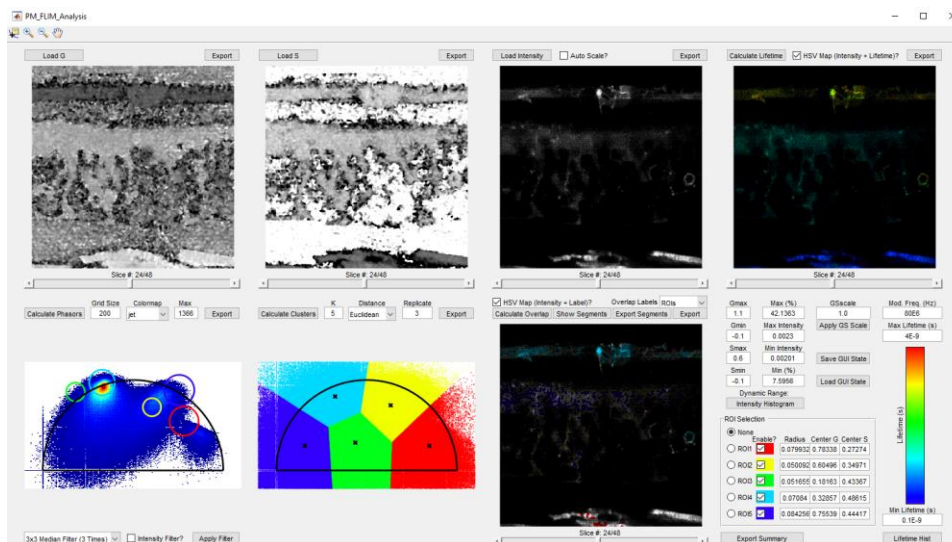 PM_FLIM_Analysis
Load G Export Load S Export Load Intensity Auto Scale? Export Calculate Lifetime HSV Map (Intensity + Lifetime)? Export
Slice #: 24/48 Slice #: 24/48 Slice #: 24/48 Slice #: 24/48
Grid Size Colormap Max K Distance Replicate HSV Map (Intensity + Label)? Overlap Labels ROIs
Calculate Phasors 200 jet 1366 Export Calculate Clusters 5 Euclidean 3 Export Calculate Overlap Show Segments Export Segments Export
Gmax Max (%) GSscale Mod. Freq. (Hz)
1.1 42.1363 1.0 80E6
Gmin Max Intensity Apply GS Scale Max Lifetime (s)
-0.1 0.0023 4E-9
Smax Min Intensity
0.6 0.00201 Save GUI State
Smin Min (%)
-0.1 7.5956 Load GUI State
Dynamic Range:
Intensity Histogram
Lifetime (s)
ROI Selection
None
Enable? Radius Center G Center S
ROI1 0.079932 0.78338 0.27274
ROI2 0.050092 0.60496 0.34971
ROI3 0.051655 0.18163 0.43367
ROI4 0.07084 0.32857 0.48615
ROI5 0.084256 0.75539 0.44417
Min Lifetime (s)
0.1E-9
3x3 Median Filter (3 Times) Intensity Filter? Apply Filter Slice #: 24/48 Export Summary Lifetime Hist